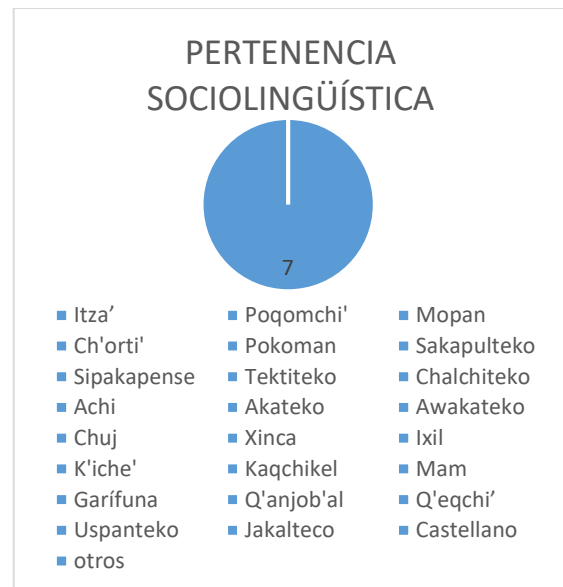 PERTENENCIA
SOCIOLINGÜÍSTICA
7
Itza’ Poqomchi' Mopan
Ch'orti' Pokoman Sakapulteko
Sipakapense Tektiteko Chalchiteko
Achi Akateko Awakateko
Chuj Xinca Ixil
K'iche' Kaqchikel Mam
Garífuna Q'anjob'al Q'eqchi’
Uspanteko Jakalteco Castellano
otros